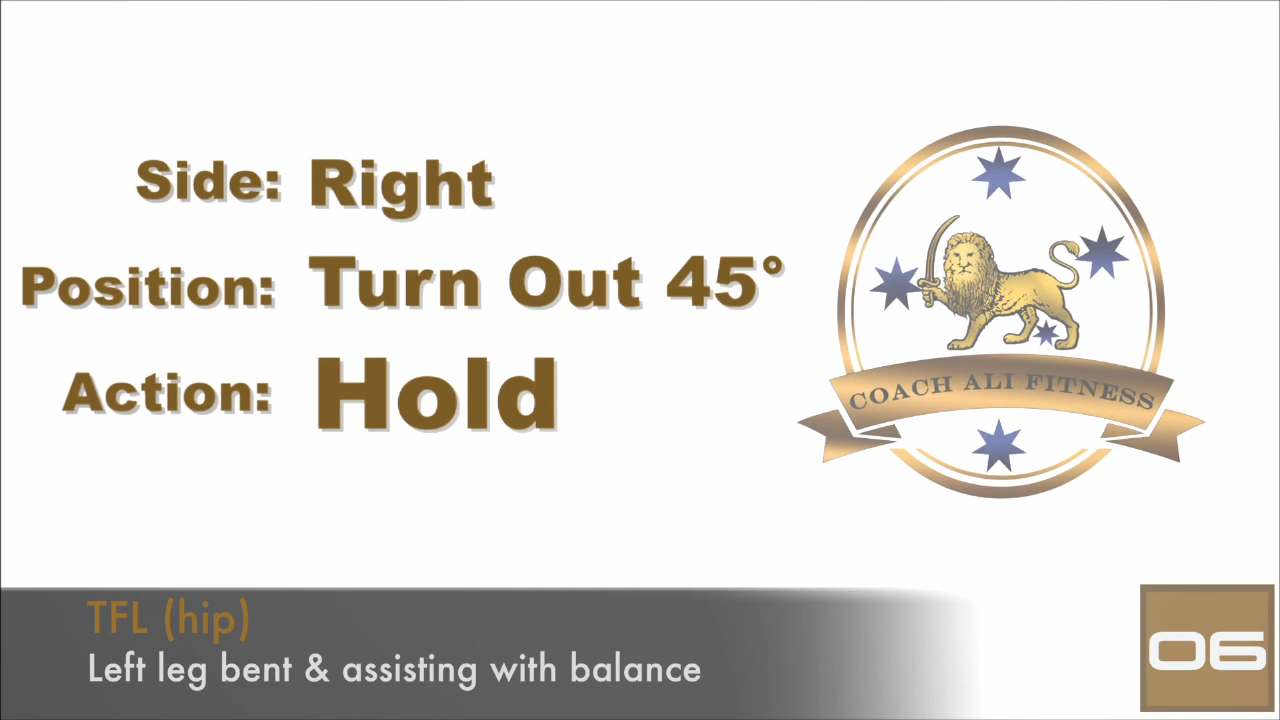 Side: Right
Position: Turn Out 45°
Action: Hold
COACH ALI FITNESS
TFL (hip)
Left leg bent & assisting with balance
06